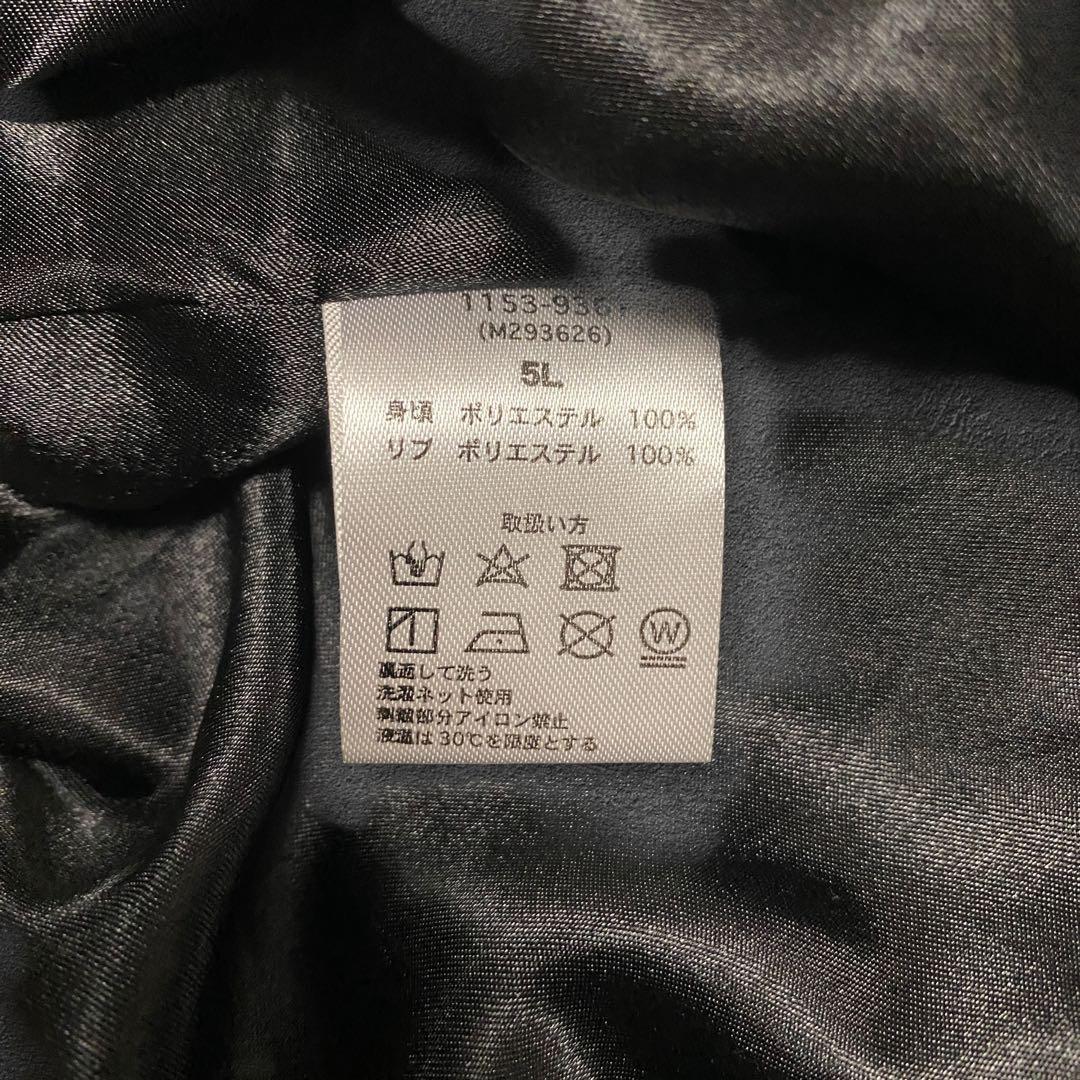 1153-936
(M293626)
5L
身頃 ポリエステル 100%
リブ ポリエステル 100%
取扱い方
W
裏返して洗う
洗濯ネット使用
刺繍部分アイロン禁止
液温は30℃を限度とする